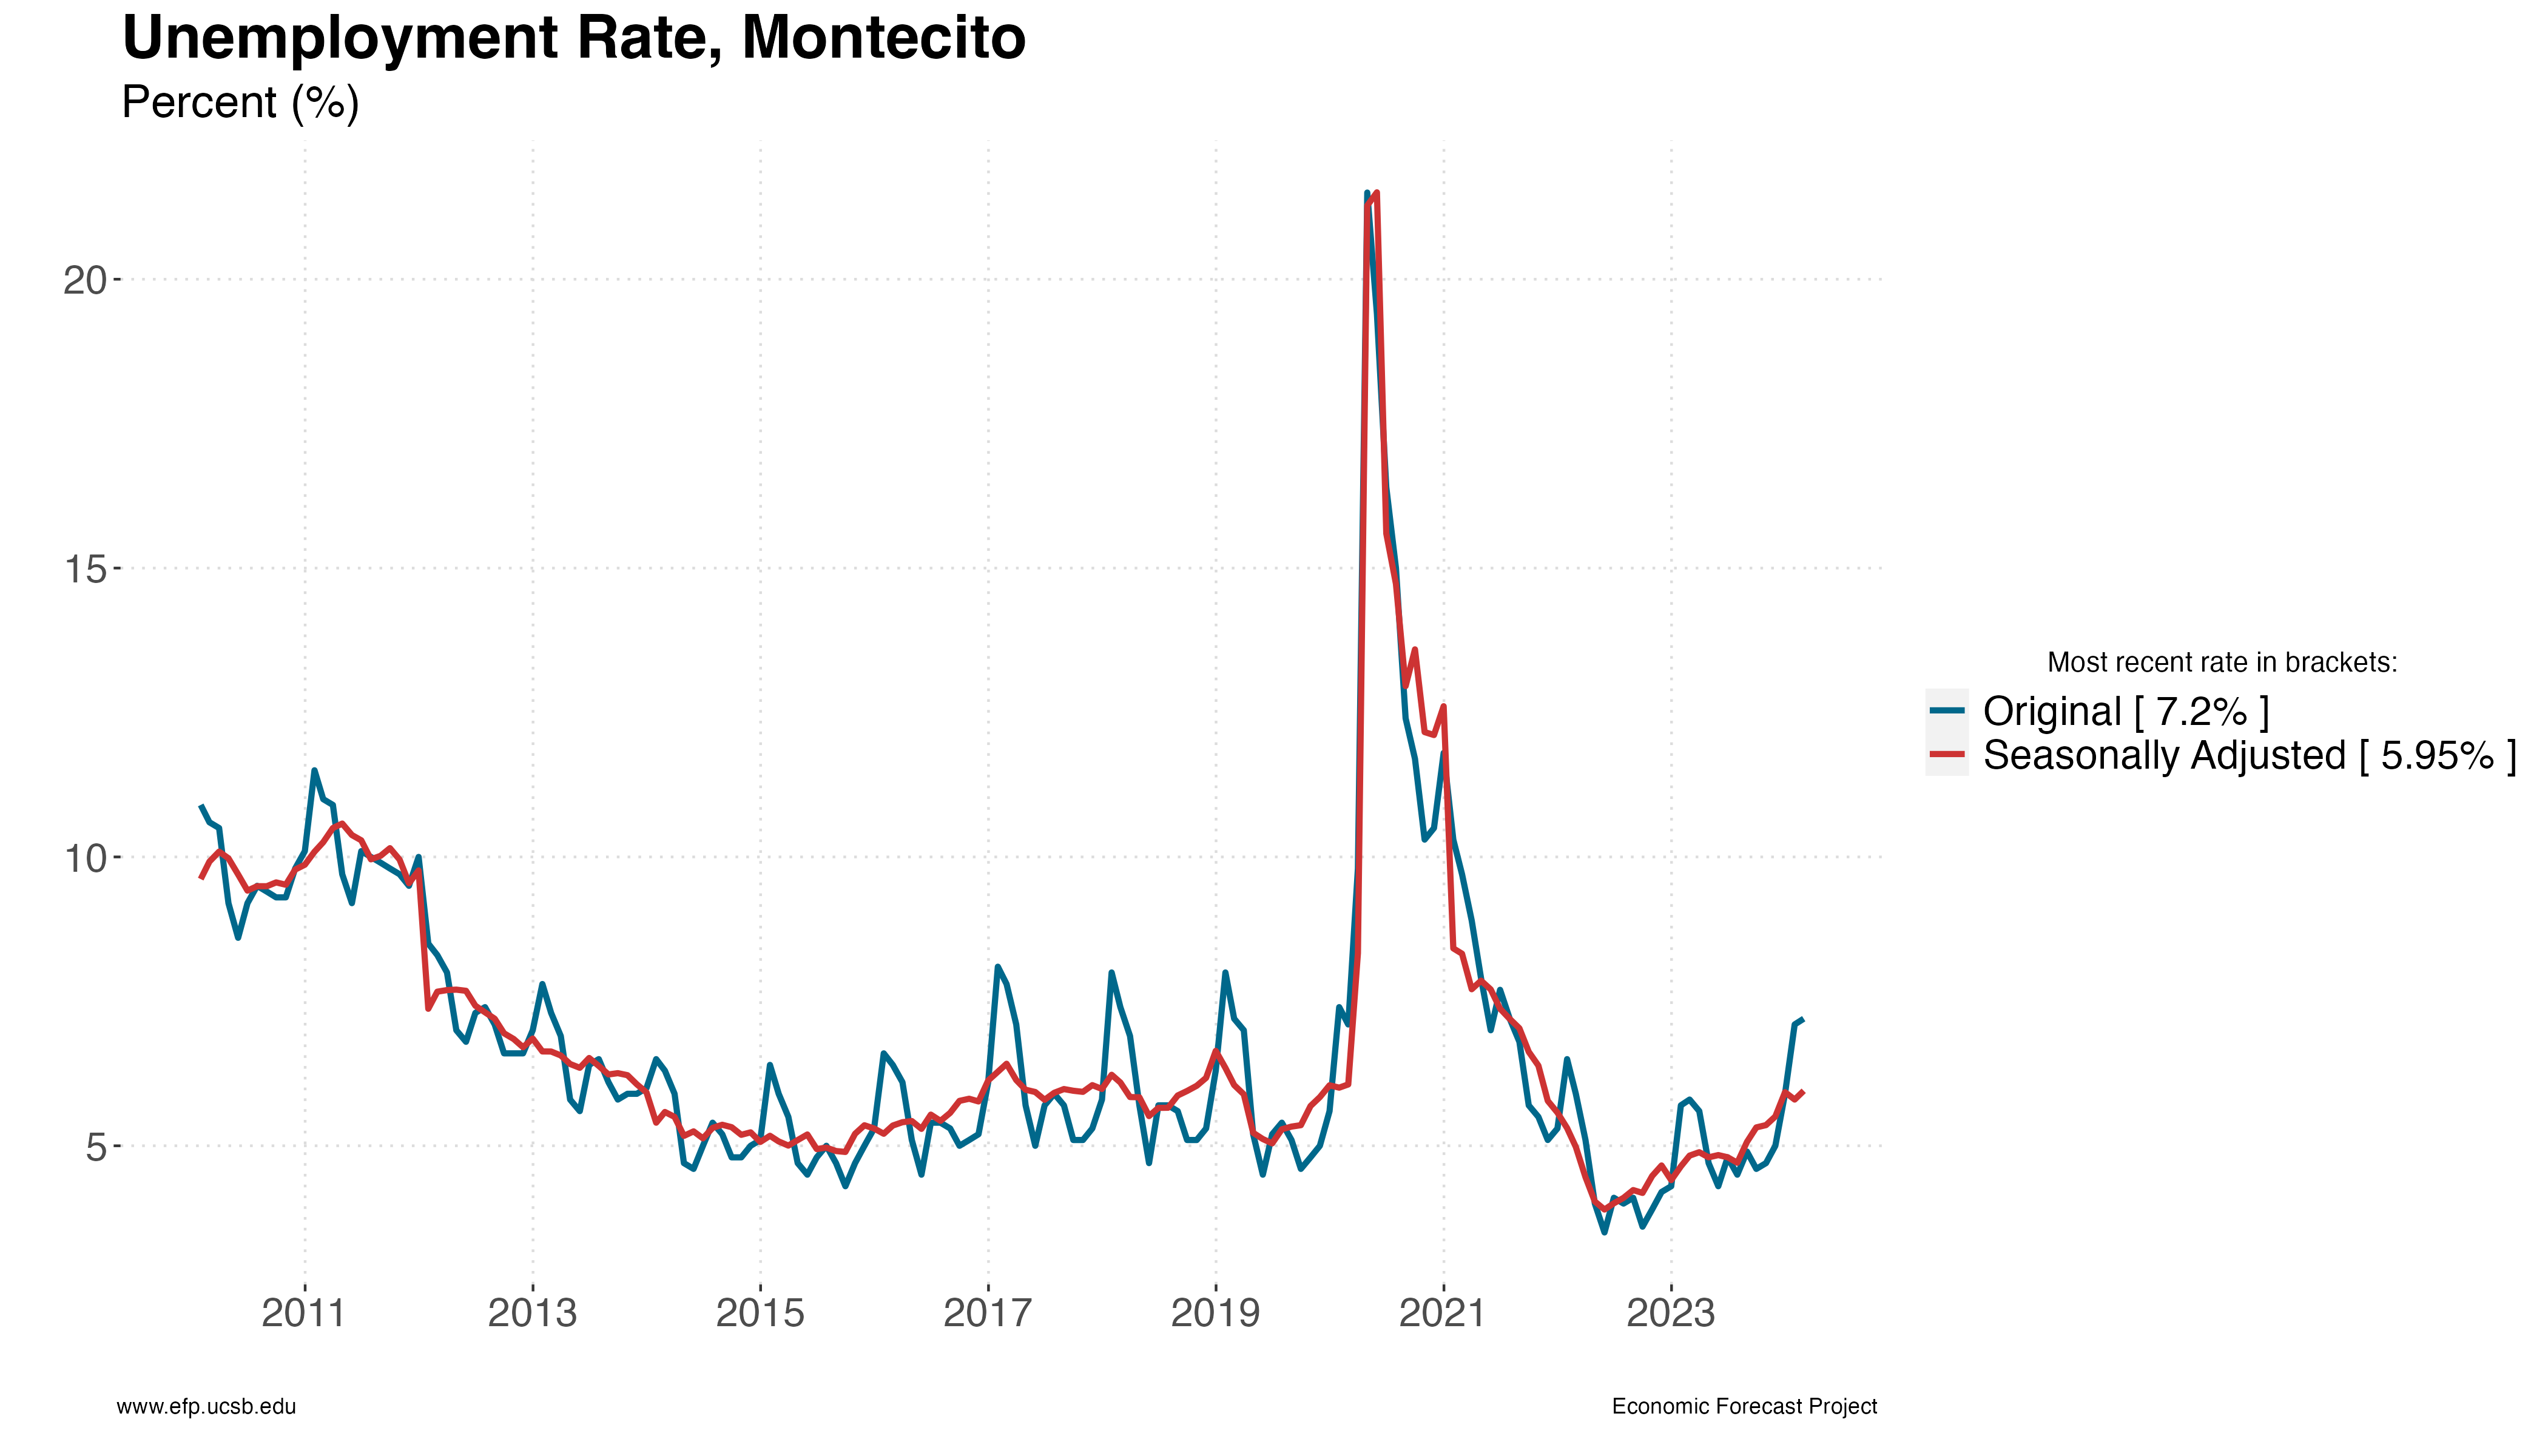 Unemployment Rate, Montecito
Percent (%)
20
15
10
5
2011 2013 2015 2017 2019 2021 2023
Most recent rate in brackets:
Original [ 7.2% ]
Seasonally Adjusted [ 5.95% ]
www.efp.ucsb.edu
Economic Forecast Project